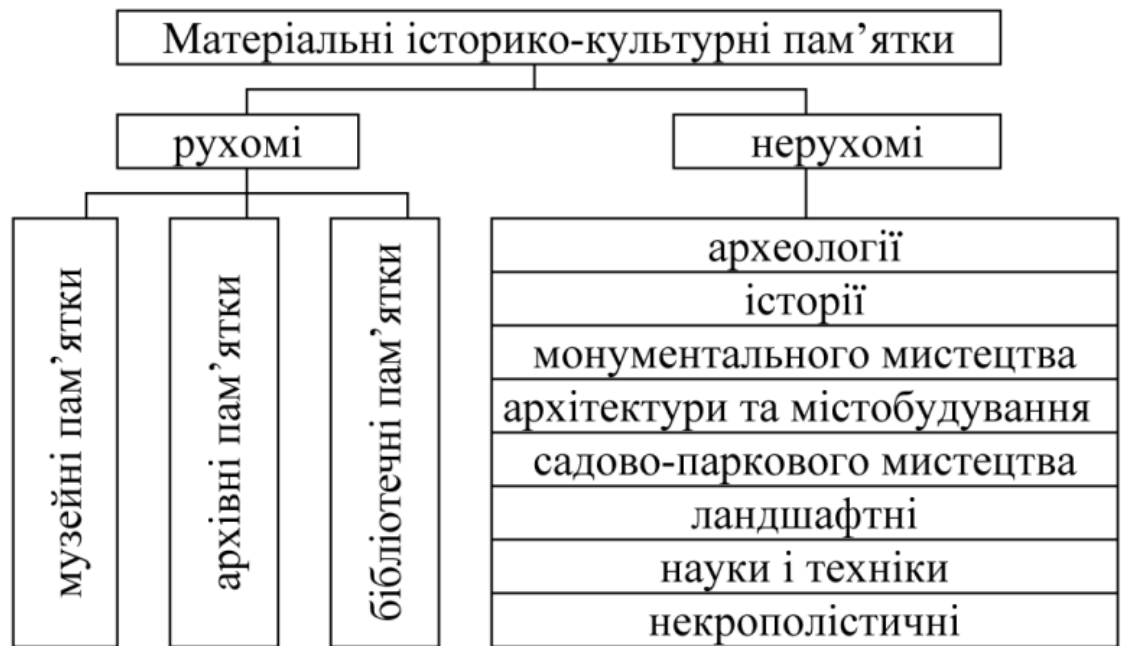 Матеріальні історико-культурні пам’ятки
рухомі
нерухомі
музейні пам’ятки
архівні пам’ятки
бібліотечні пам’ятки
археології
історії
монументального мистецтва
архітектури та містобудування
садово-паркового мистецтва
ландшафтні
науки і техніки
некрополістичні